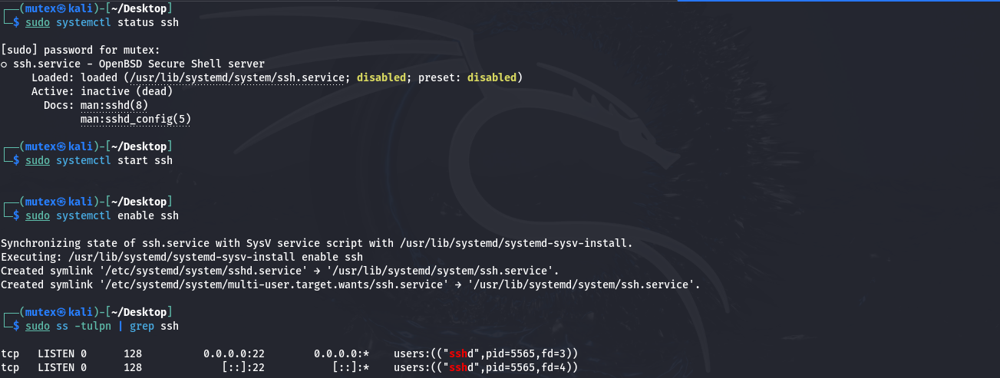 ┌──(mutex㉿kali)-[~/Desktop]
└─$ sudo systemctl status ssh
[sudo] password for mutex:
○ ssh.service - OpenBSD Secure Shell server
Loaded: loaded (/usr/lib/systemd/system/ssh.service; disabled; preset: disabled)
Active: inactive (dead)
Docs: man:sshd(8)
man:sshd_config(5)
┌──(mutex㉿kali)-[~/Desktop]
└─$ sudo systemctl start ssh
┌──(mutex㉿kali)-[~/Desktop]
└─$ sudo systemctl enable ssh
Synchronizing state of ssh.service with SysV service script with /usr/lib/systemd/systemd-sysv-install.
Executing: /usr/lib/systemd/systemd-sysv-install enable ssh
Created symlink '/etc/systemd/system/sshd.service' → '/usr/lib/systemd/system/ssh.service'.
Created symlink '/etc/systemd/system/multi-user.target.wants/ssh.service' → '/usr/lib/systemd/system/ssh.service'.
┌──(mutex㉿kali)-[~/Desktop]
└─$ sudo ss -tulpn | grep ssh
tcp   LISTEN 0      128          0.0.0.0:22        0.0.0.0:*    users:(("sshd",pid=5565,fd=3))
tcp   LISTEN 0      128             [::]:22           [::]:*    users:(("sshd",pid=5565,fd=4))